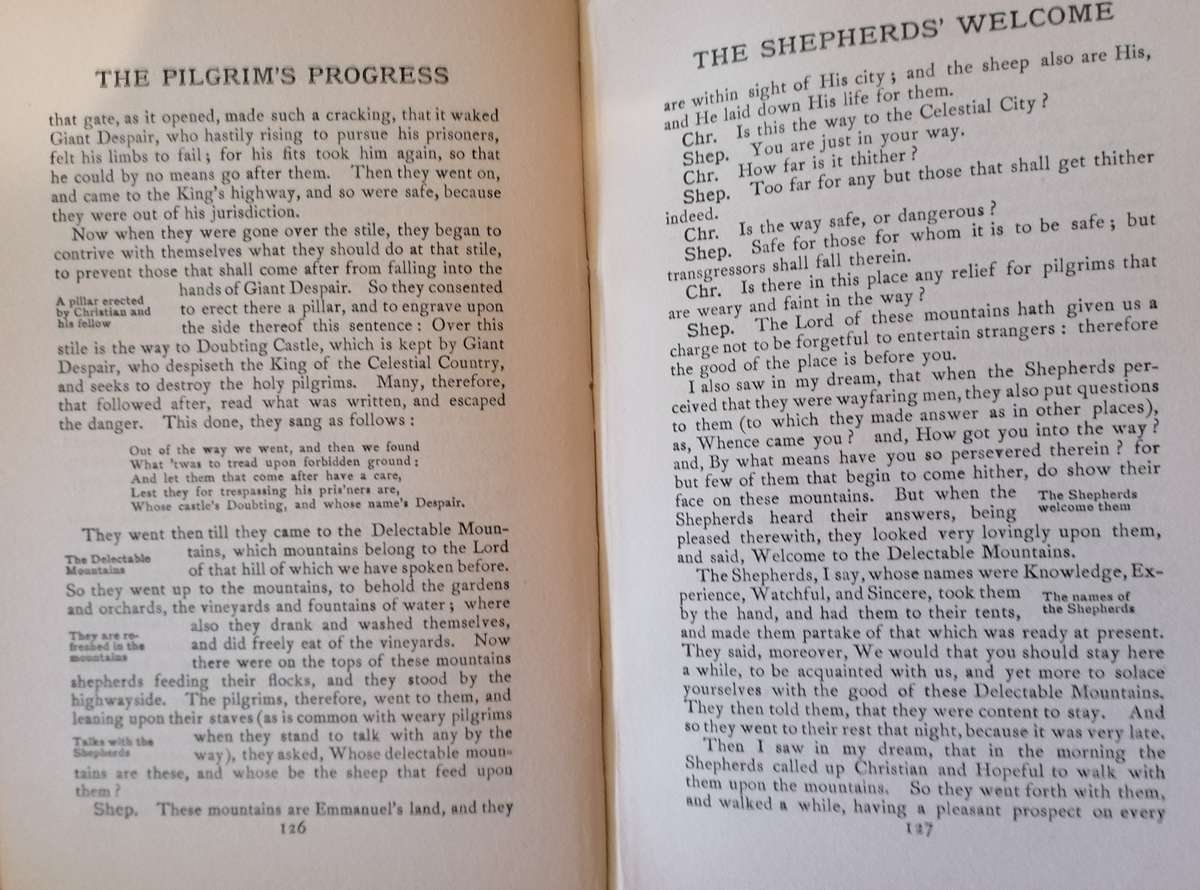 THE PILGRIM'S PROGRESS
that gate, as it opened, made such a cracking, that it waked
Giant Despair, who hastily rising to pursue his prisoners,
felt his limbs to fail; for his fits took him again, so that
he could by no means go after them. Then they went on,
and came to the King's highway, and so were safe, because
they were out of his jurisdiction.
Now when they were gone over the stile, they began to
contrive with themselves what they should do at that stile,
to prevent those that shall come after from falling into the
hands of Giant Despair. So they consented
A pillar erected
by Christian and
his fellow
to erect there a pillar, and to engrave upon
the side thereof this sentence: Over this
stile is the way to Doubting Castle, which is kept by Giant
Despair, who despiseth the King of the Celestial Country,
and seeks to destroy the holy pilgrims. Many, therefore,
that followed after, read what was written, and escaped
the danger. This done, they sang as follows:
Out of the way we went, and then we found
What 'twas to tread upon forbidden ground:
And let them that come after have a care,
Lest they for trespassing his pris'ners are,
Whose castle's Doubting, and whose name's Despair.
They went then till they came to the Delectable Moun-
The Delectable
Mountains
tains, which mountains belong to the Lord
of that hill of which we have spoken before.
So they went up to the mountains, to behold the gardens
and orchards, the vineyards and fountains of water; where
also they drank and washed themselves,
They are re-
freshed in the
mountains
and did freely eat of the vineyards. Now
there were on the tops of these mountains
shepherds feeding their flocks, and they stood by the
highwayside. The pilgrims, therefore, went to them, and
leaning upon their staves (as is common with weary pilgrims
Talks with the
Shepherds
when they stand to talk with any by the
way), they asked, Whose delectable moun-
tains are these, and whose be the sheep that feed upon
them?
Shep. These mountains are Emmanuel's land, and they
126
THE SHEPHERDS' WELCOME
are within sight of His city; and the sheep also are His,
and He laid down His life for them.
Chr. Is this the way to the Celestial City?
Shep. You are just in your way.
Chr. How far is it thither?
Shep. Too far for any but those that shall get thither
indeed.
Chr. Is the way safe, or dangerous?
Shep. Safe for those for whom it is to be safe; but
transgressors shall fall therein.
Chr. Is there in this place any relief for pilgrims that
are weary and faint in the way?
Shep. The Lord of these mountains hath given us a
charge not to be forgetful to entertain strangers: therefore
the good of the place is before you.
I also saw in my dream, that when the Shepherds per-
ceived that they were wayfaring men, they also put questions
to them (to which they made answer as in other places),
as, Whence came you? and, How got you into the way?
and, By what means have you so persevered therein? for
but few of them that begin to come hither, do show their
face on these mountains. But when the
The Shepherds
welcome them
Shepherds heard their answers, being
pleased therewith, they looked very lovingly upon them,
and said, Welcome to the Delectable Mountains.
The Shepherds, I say, whose names were Knowledge, Ex-
perience, Watchful, and Sincere, took them
The names of
the Shepherds
by the hand, and had them to their tents,
and made them partake of that which was ready at present.
They said, moreover, We would that you should stay here
a while, to be acquainted with us, and yet more to solace
yourselves with the good of these Delectable Mountains.
They then told them, that they were content to stay. And
so they went to their rest that night, because it was very late.
Then I saw in my dream, that in the morning the
Shepherds called up Christian and Hopeful to walk with
them upon the mountains. So they went forth with them,
and walked a while, having a pleasant prospect on every
127